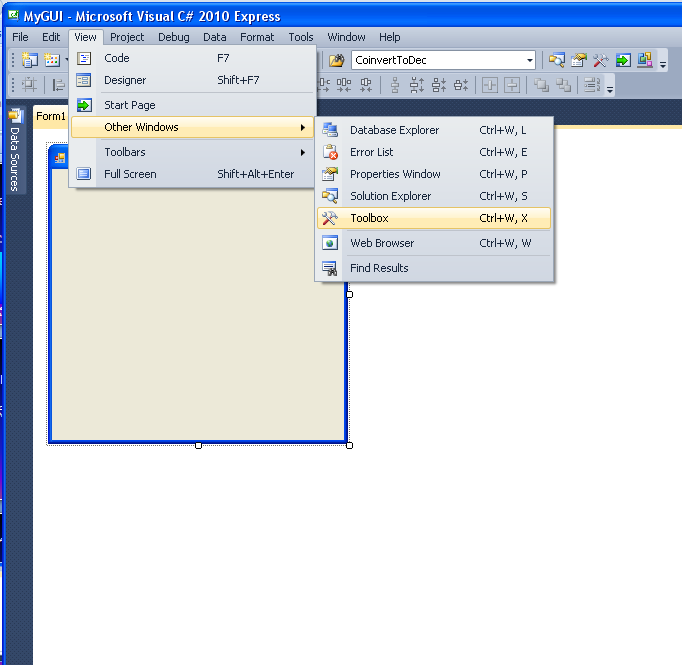 MyGUI - Microsoft Visual C# 2010 Express
File Edit View Project Debug Data Format Tools Window Help
CoinvertToDec
Code F7
Designer Shift+F7
Start Page
Other Windows
Toolbars
Full Screen Shift+Alt+Enter
Form1
Data Sources
Database Explorer Ctrl+W, L
Error List Ctrl+W, E
Properties Window Ctrl+W, P
Solution Explorer Ctrl+W, S
Toolbox Ctrl+W, X
Web Browser Ctrl+W, W
Find Results